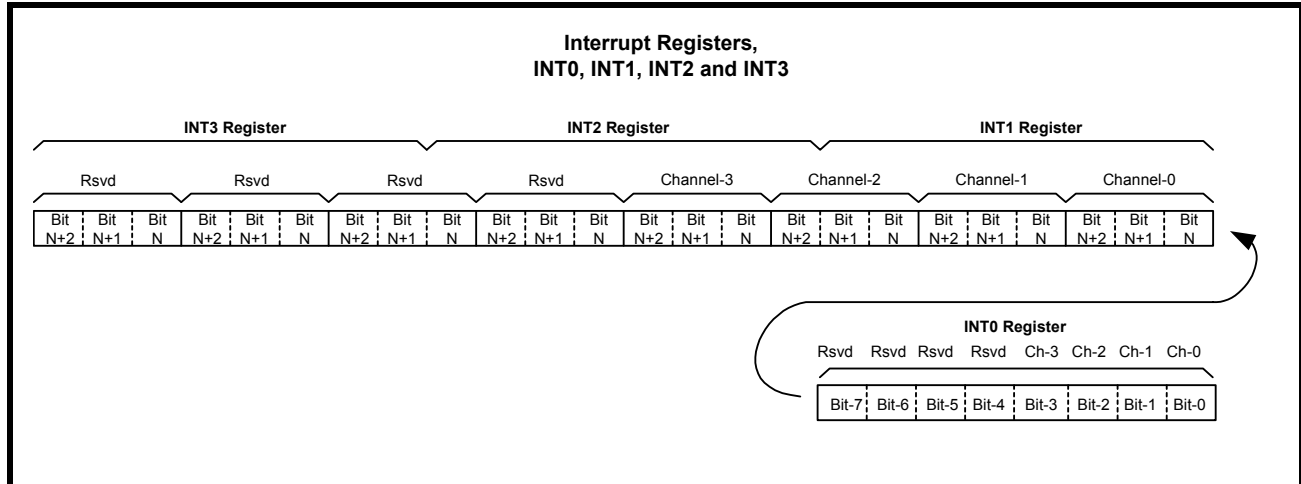 Interrupt Registers,
INT0, INT1, INT2 and INT3
INT3 Register INT2 Register INT1 Register
Rsvd Rsvd Rsvd Rsvd Channel-3 Channel-2 Channel-1 Channel-0
Bit Bit Bit Bit Bit Bit Bit Bit Bit Bit Bit Bit Bit Bit Bit Bit Bit Bit Bit Bit Bit Bit Bit Bit
N+2 N+1 N N+2 N+1 N N+2 N+1 N N+2 N+1 N N+2 N+1 N N+2 N+1 N N+2 N+1 N N+2 N+1 N
INT0 Register
Rsvd Rsvd Rsvd Rsvd Ch-3 Ch-2 Ch-1 Ch-0
Bit-7 Bit-6 Bit-5 Bit-4 Bit-3 Bit-2 Bit-1 Bit-0